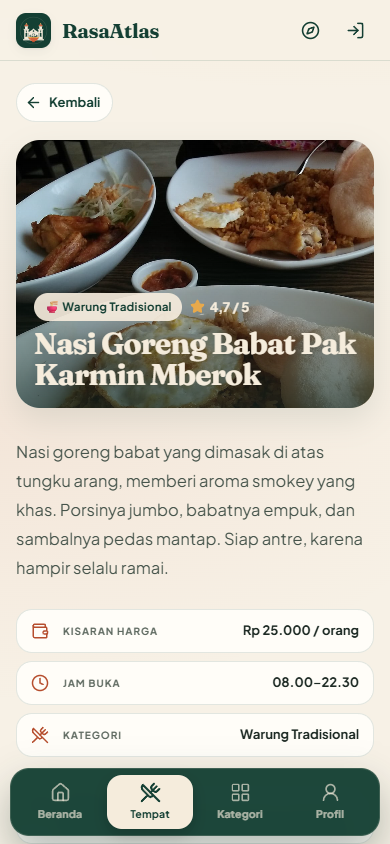 RasaAtlas
Kembali
Warung Tradisional
4,7 / 5
Nasi Goreng Babat Pak
Karmin Mberok
Nasi goreng babat yang dimasak di atas
tungku arang, memberi aroma smokey yang
khas. Porsinya jumbo, babatnya empuk, dan
sambalnya pedas mantap. Siap antre, karena
hampir selalu ramai.
KISARAN HARGA
Rp 25.000 / orang
JAM BUKA
08.00–22.30
KATEGORI
Warung Tradisional
Beranda
Tempat
Kategori
Profil